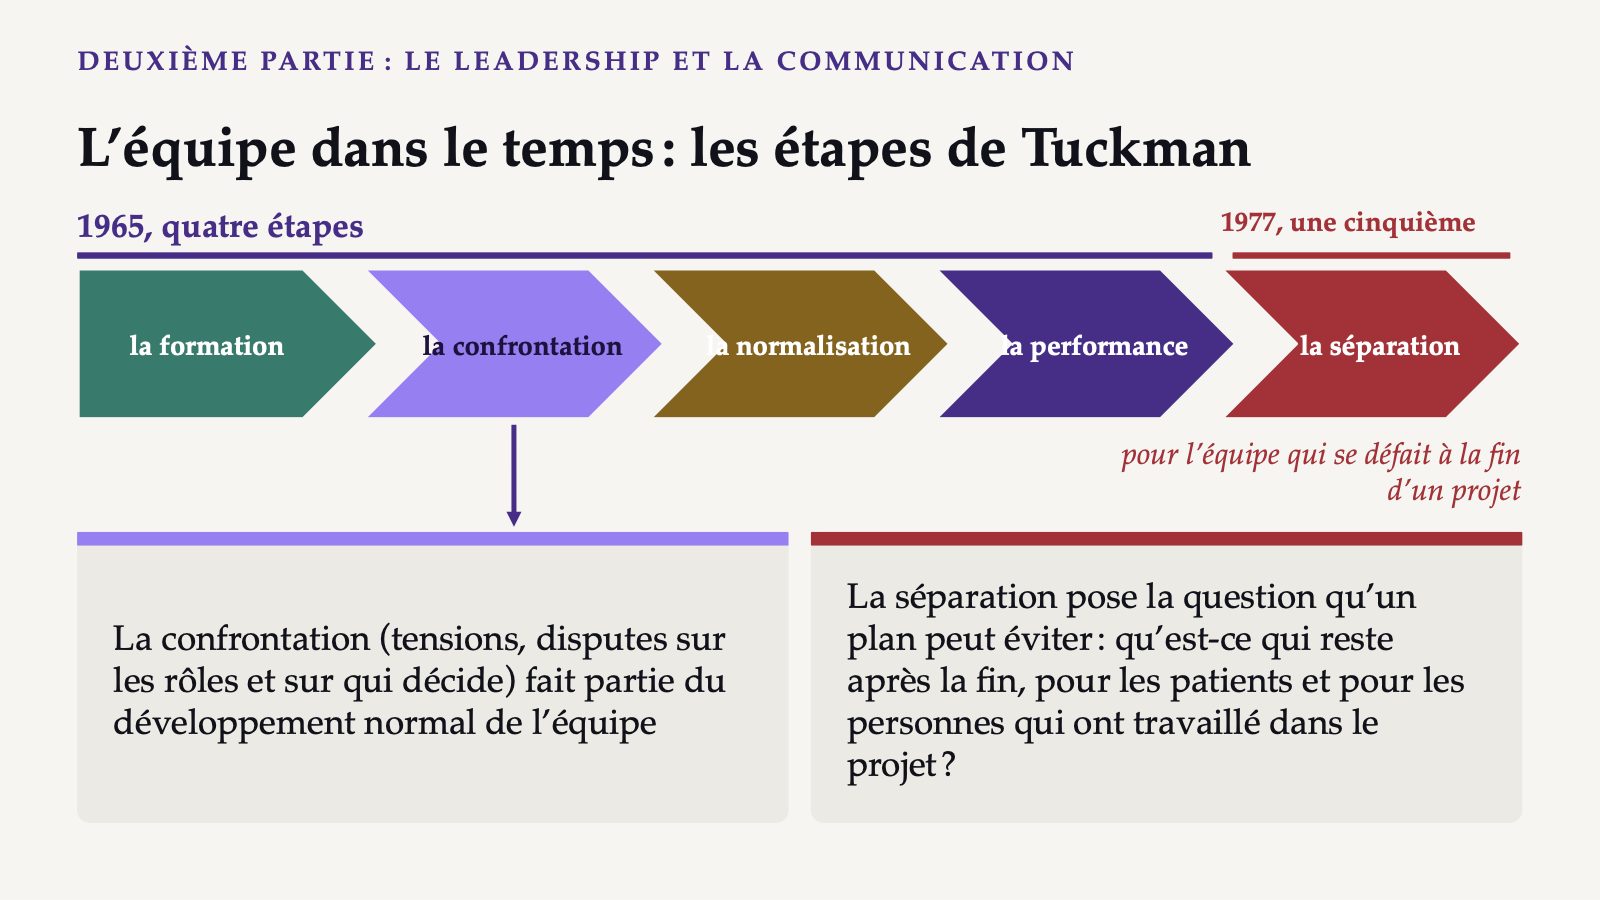 DEUXIÈME PARTIE : LE LEADERSHIP ET LA COMMUNICATION
L’équipe dans le temps : les étapes de Tuckman
1965, quatre étapes
1977, une cinquième
la formation
la confrontation
la normalisation
la performance
la séparation
pour l’équipe qui se défait à la fin
d’un projet
La confrontation (tensions, disputes sur
les rôles et sur qui décide) fait partie du
développement normal de l’équipe
La séparation pose la question qu’un
plan peut éviter : qu’est-ce qui reste
après la fin, pour les patients et pour les
personnes qui ont travaillé dans le
projet ?